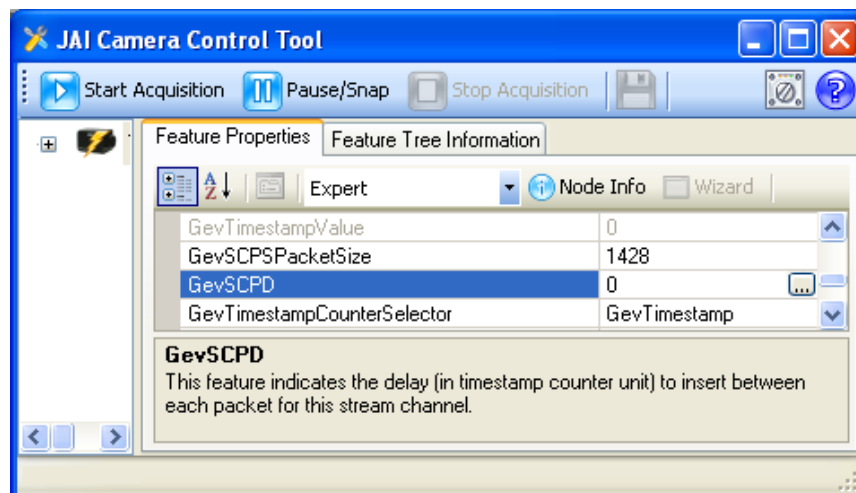 JAI Camera Control Tool
Start Acquisition Pause/Snap Stop Acquisition
Feature Properties Feature Tree Information
Expert Node Info Wizard
GevTimestampValue 0
GevSCPSPacketSize 1428
GevSCPD 0 ...
GevTimestampCounterSelector GevTimestamp
GevSCPD
This feature indicates the delay (in timestamp counter unit) to insert between
each packet for this stream channel.